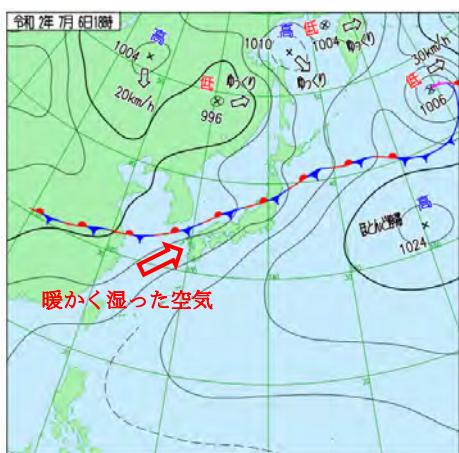 令和 2年 7月 6日18時
高
1004
20km/h
低
ゆっくり
996
高
1010
ゆっくり
低
1004
ゆっくり
30km/h
低
1006
高
ほとんど停滞
1024
暖かく湿った空気